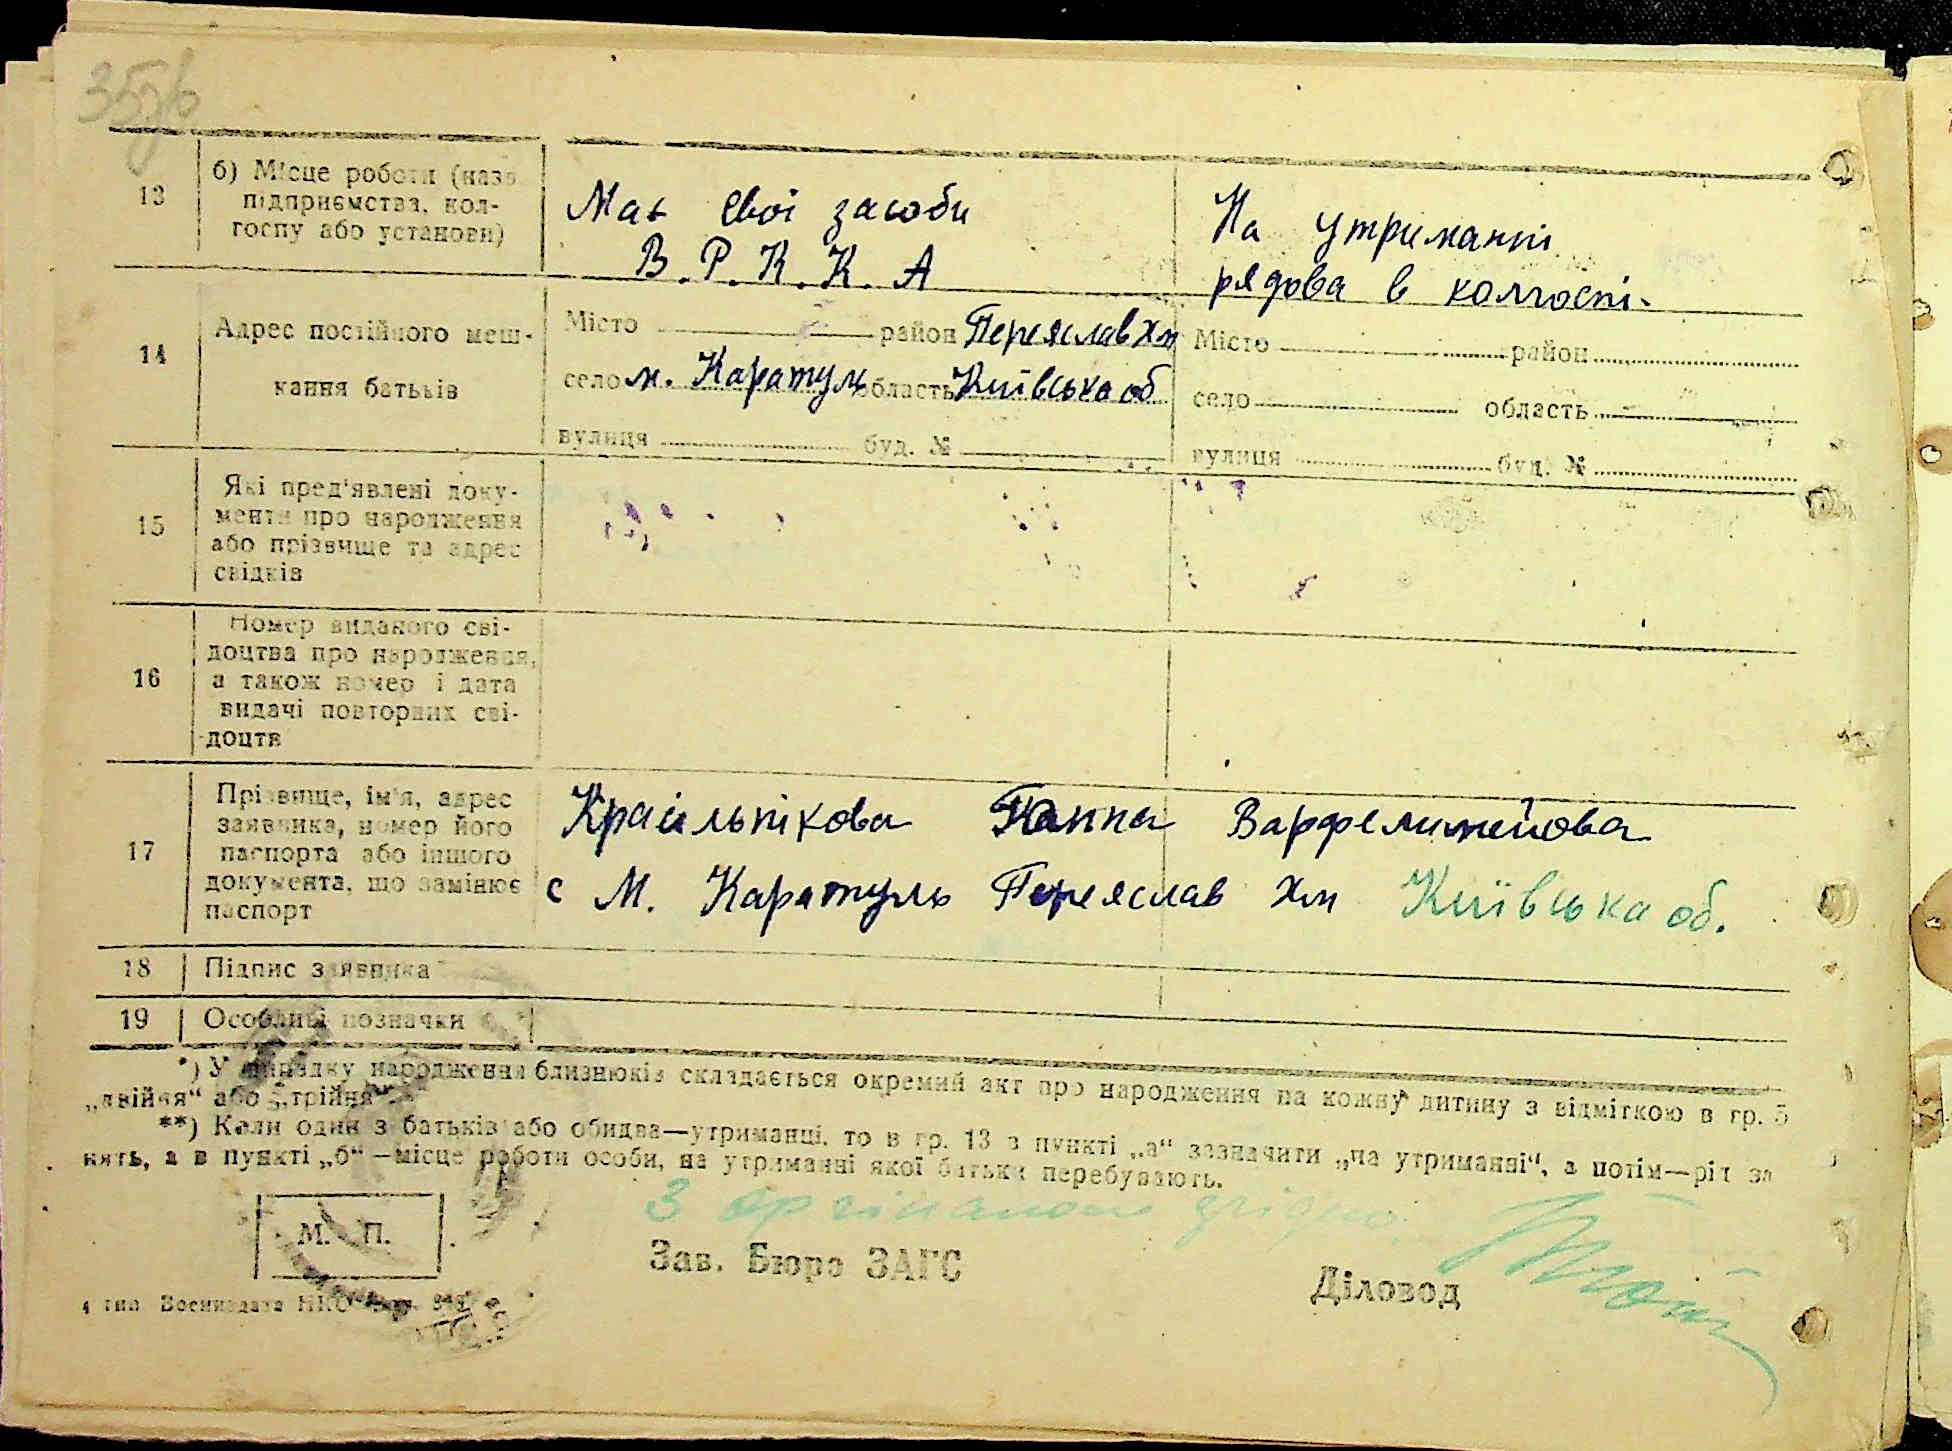 13
б) Місце роботи (назв
підприємства, кол-
госпу або установи)
Має свої засоби
В. Р. К. К. А
На утриманні
рядова в колгоспі.
14
Адрес постійного меш-
кання батьків
Місто район Переяслав Хм
село м. Каратуль область Київська об
вулиця буд. №
Місто район
село область
вулиця буд. №
15
Які пред'явлені доку-
менти про народження
або прізвище та адрес
свідків
16
Номер виданого сві-
доцтва про народження,
а також номер і дата
видачі повторних сві-
доцтв
17
Прізвище, ім'я, адрес
заявника, номер його
паспорта або іншого
документа, що замінює
паспорт
Ганна
с М. Каратуль Переяслав Хм Київська об.
18 Підпис заявника
19 Особливі позначки
*) У випадку народження близнюків складається окремий акт про народження на кожну дитину з відміткою в гр. 5
„двійня“ або „трійня“
**) Коли один з батьків або обидва—утриманці, то в гр. 13 в пункті „а“ зазначити „на утриманні“, а потім—рід за
нять, а в пункті „б“—місце роботи особи, на утриманні якої батьки перебувають.
М. П.
З оргіналом згідно
Зав. Бюро ЗАГС
Діловод